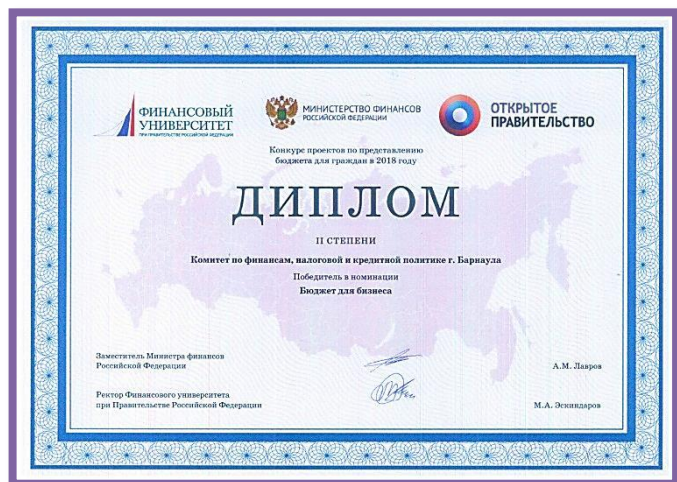 ФИНАНСОВЫЙ
УНИВЕРСИТЕТ
ПРИ ПРАВИТЕЛЬСТВЕ РОССИЙСКОЙ ФЕДЕРАЦИИ
МИНИСТЕРСТВО ФИНАНСОВ
РОССИЙСКОЙ ФЕДЕРАЦИИ
ОТКРЫТОЕ
ПРАВИТЕЛЬСТВО
Конкурс проектов по представлению
бюджета для граждан в 2018 году
ДИПЛОМ
II СТЕПЕНИ
Комитет по финансам, налоговой и кредитной политике г. Барнаула
Победитель в номинации
Бюджет для бизнеса
Заместитель Министра финансов
Российской Федерации
А.М. Лавров
Ректор Финансового университета
при Правительстве Российской Федерации
М.А. Эскиндаров